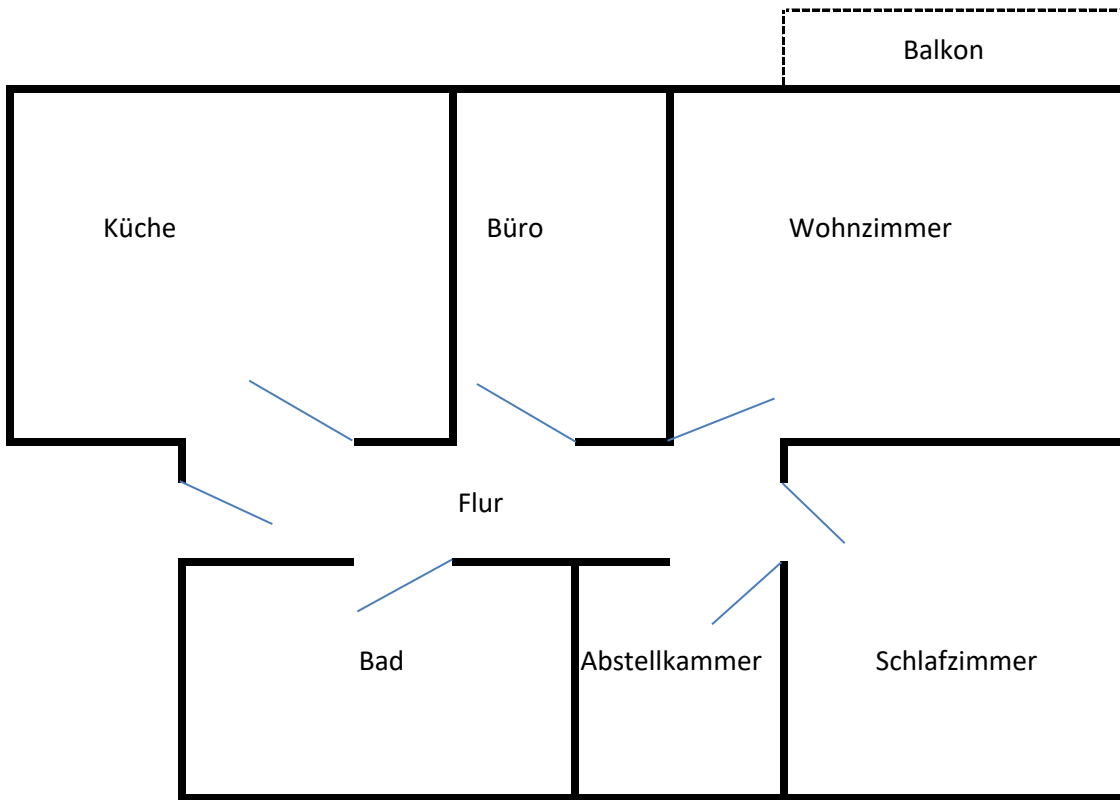 Balkon
Küche
Büro
Wohnzimmer
Flur
Bad
Abstellkammer
Schlafzimmer